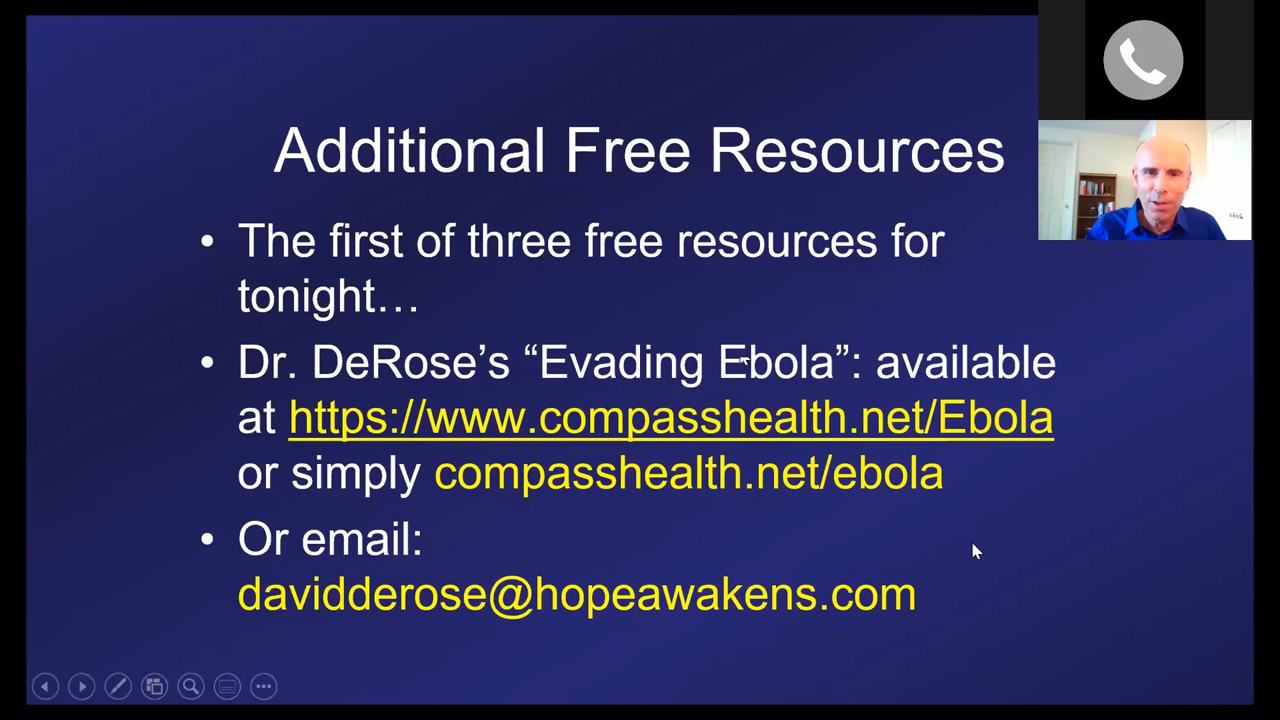 Additional Free Resources
• The first of three free resources for
tonight…
• Dr. DeRose’s “Evading Ebola”: available
at https://www.compasshealth.net/Ebola
or simply compasshealth.net/ebola
• Or email:
davidderose@hopeawakens.com